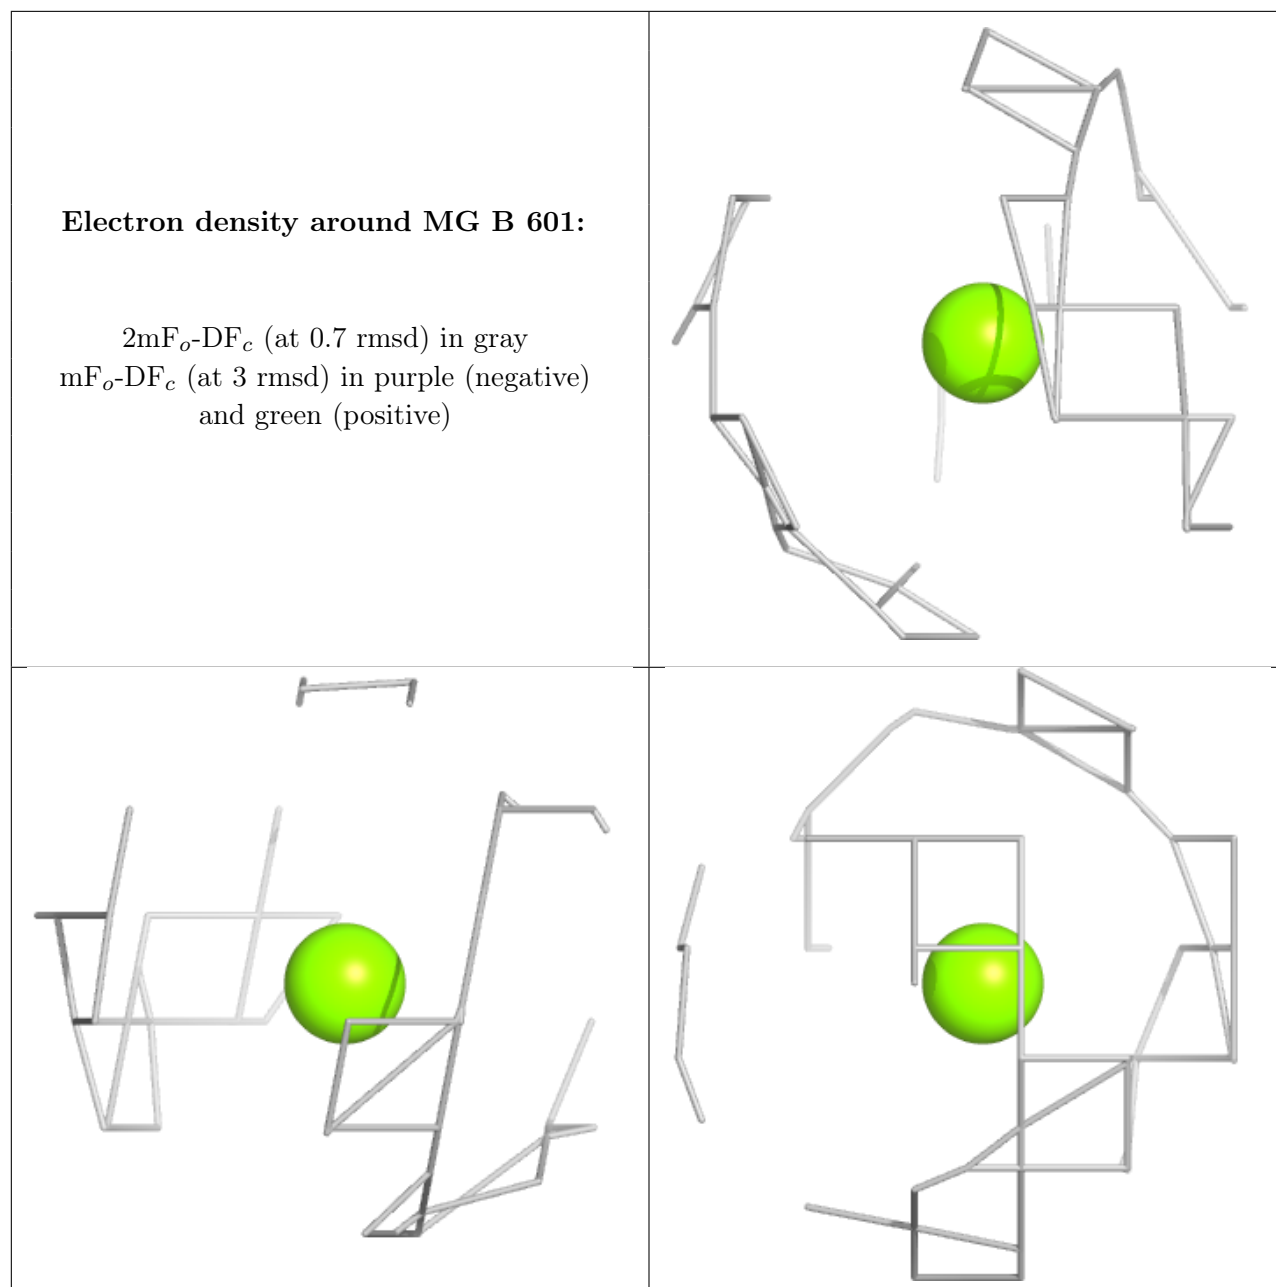 Electron density around MG B 601:
2mFo-DFc (at 0.7 rmsd) in gray
mFo-DFc (at 3 rmsd) in purple (negative)
and green (positive)